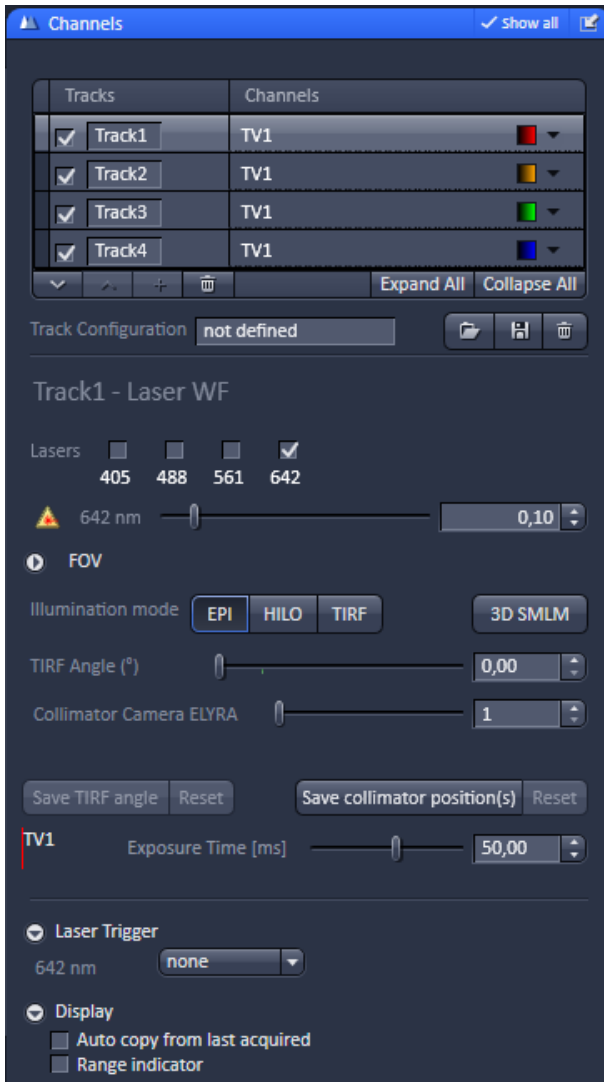 Channels Show all
Tracks Channels
Track1 TV1
Track2 TV1
Track3 TV1
Track4 TV1
Expand All Collapse All
Track Configuration not defined
Track1 - Laser WF
Lasers
405 488 561 642
642 nm 0,10
FOV
Illumination mode EPI HILO TIRF 3D SMLM
TIRF Angle (°) 0,00
Collimator Camera ELYRA 1
Save TIRF angle Reset Save collimator position(s) Reset
TV1 Exposure Time [ms] 50,00
Laser Trigger
642 nm none
Display
Auto copy from last acquired
Range indicator